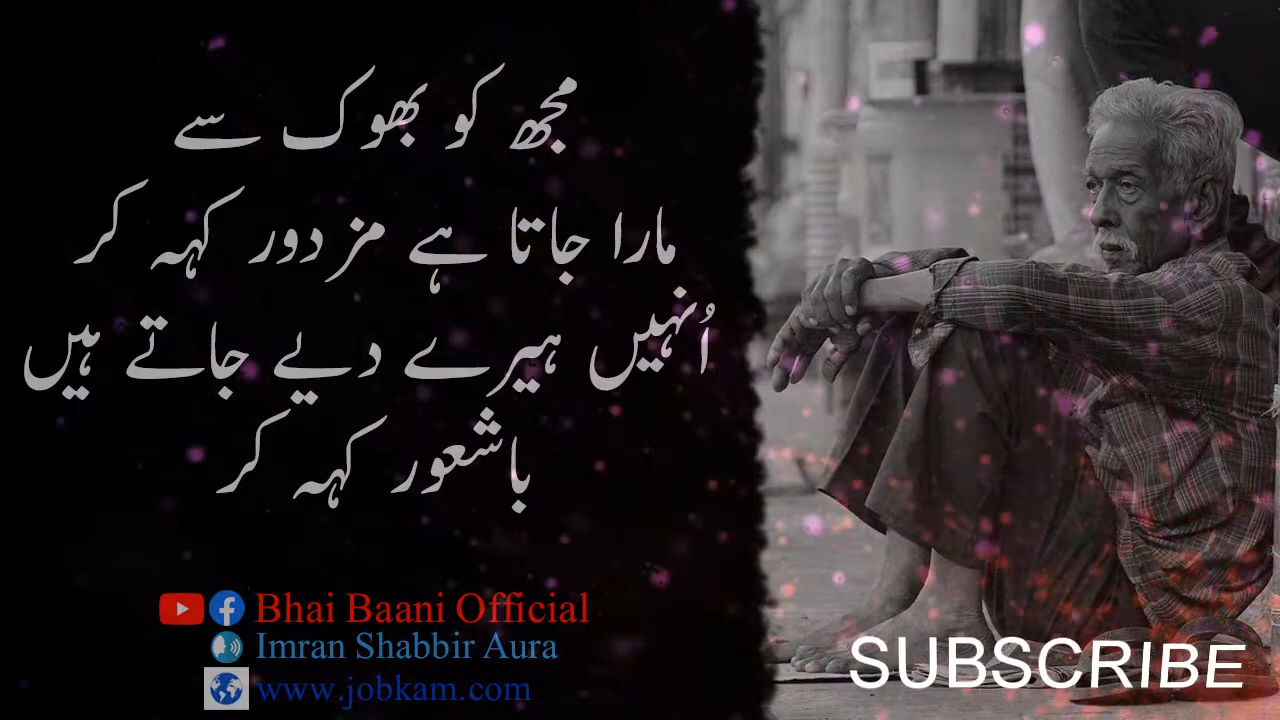 مجھ کو بھوک سے
مارا جاتا ہے مزدور کہہ کر
اُنہیں ہیرے دیے جاتے ہیں
باشعور کہہ کر
Bhai Baani Official
Imran Shabbir Aura
www.jobkam.com
SUBSCRIBE